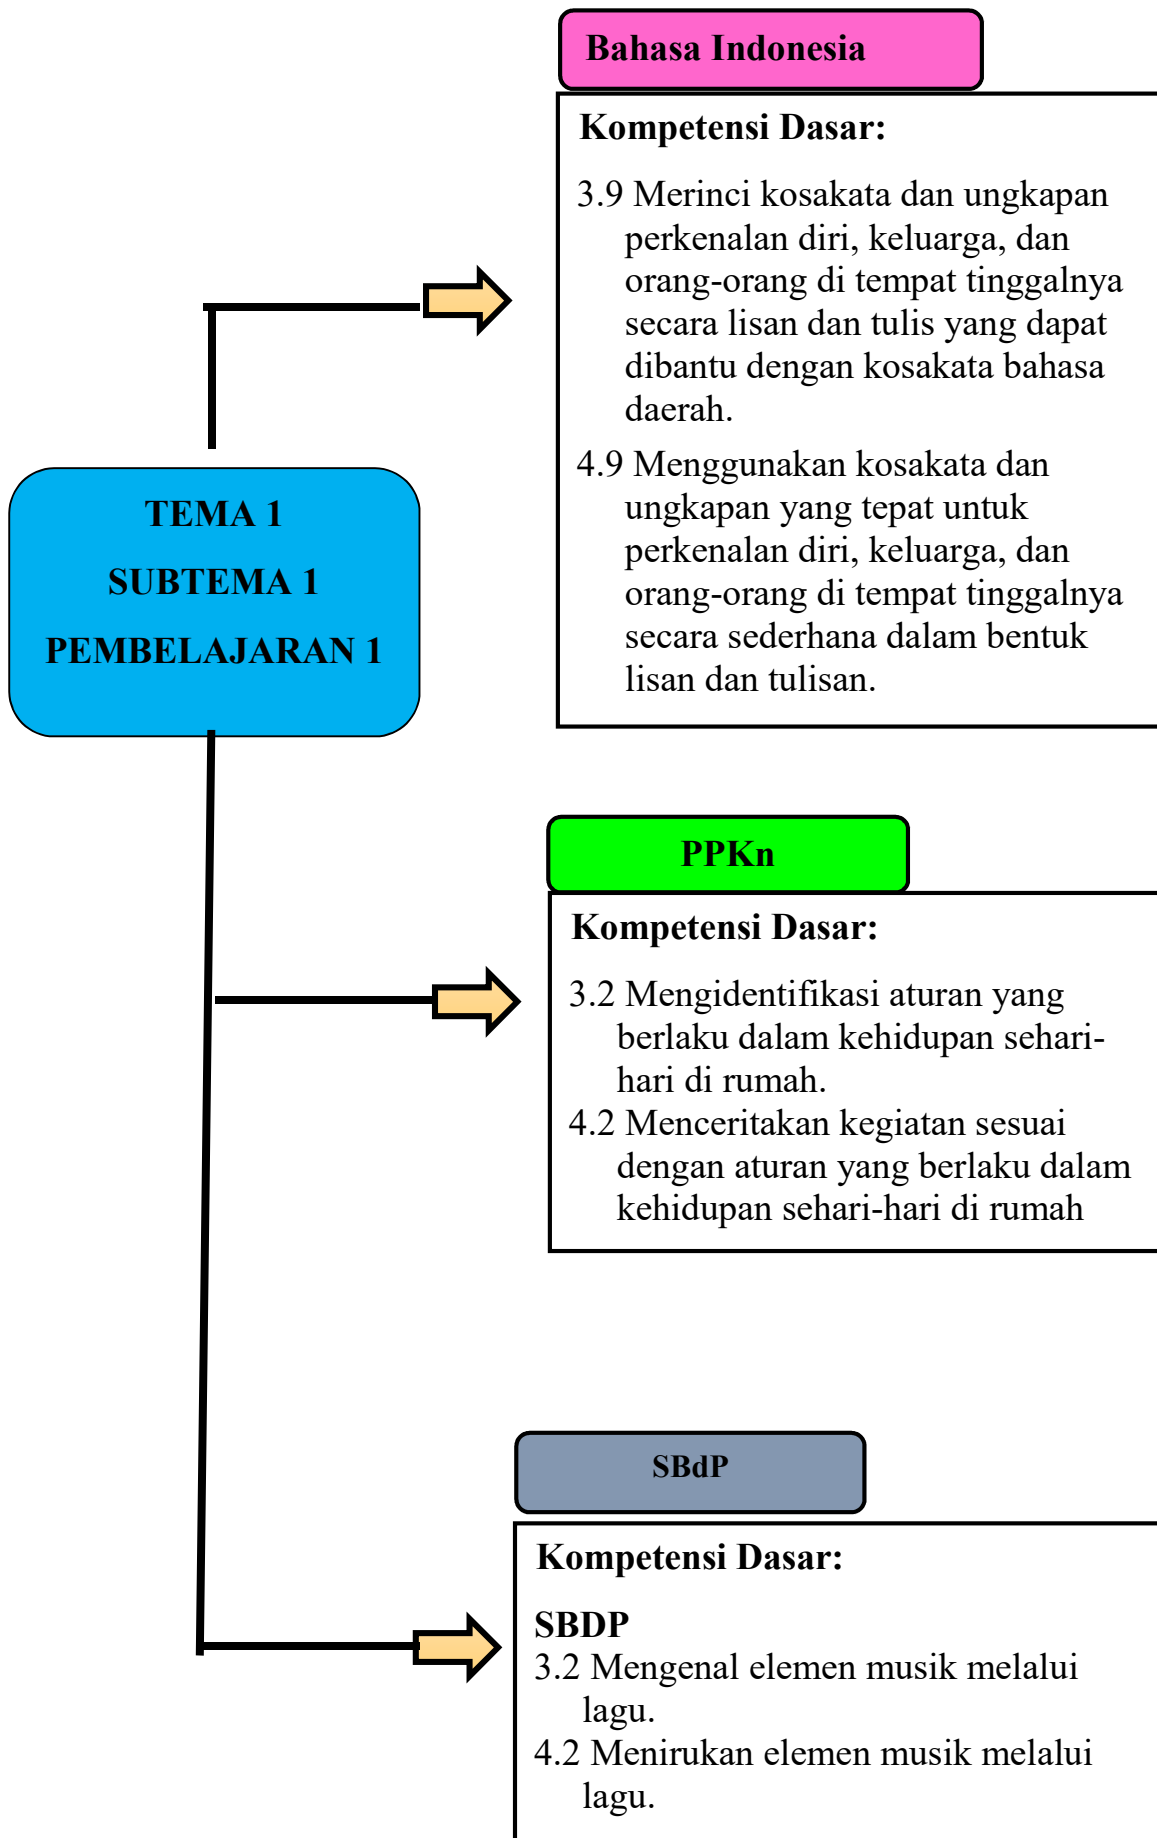 Bahasa Indonesia
Kompetensi Dasar:
3.9 Merinci kosakata dan ungkapan
perkenalan diri, keluarga, dan
orang-orang di tempat tinggalnya
secara lisan dan tulis yang dapat
dibantu dengan kosakata bahasa
daerah.
4.9 Menggunakan kosakata dan
ungkapan yang tepat untuk
perkenalan diri, keluarga, dan
orang-orang di tempat tinggalnya
secara sederhana dalam bentuk
lisan dan tulisan.
TEMA 1
SUBTEMA 1
PEMBELAJARAN 1
PPKn
Kompetensi Dasar:
3.2 Mengidentifikasi aturan yang
berlaku dalam kehidupan sehari-
hari di rumah.
4.2 Menceritakan kegiatan sesuai
dengan aturan yang berlaku dalam
kehidupan sehari-hari di rumah
SBdP
Kompetensi Dasar:
SBDP
3.2 Mengenal elemen musik melalui
lagu.
4.2 Menirukan elemen musik melalui
lagu.